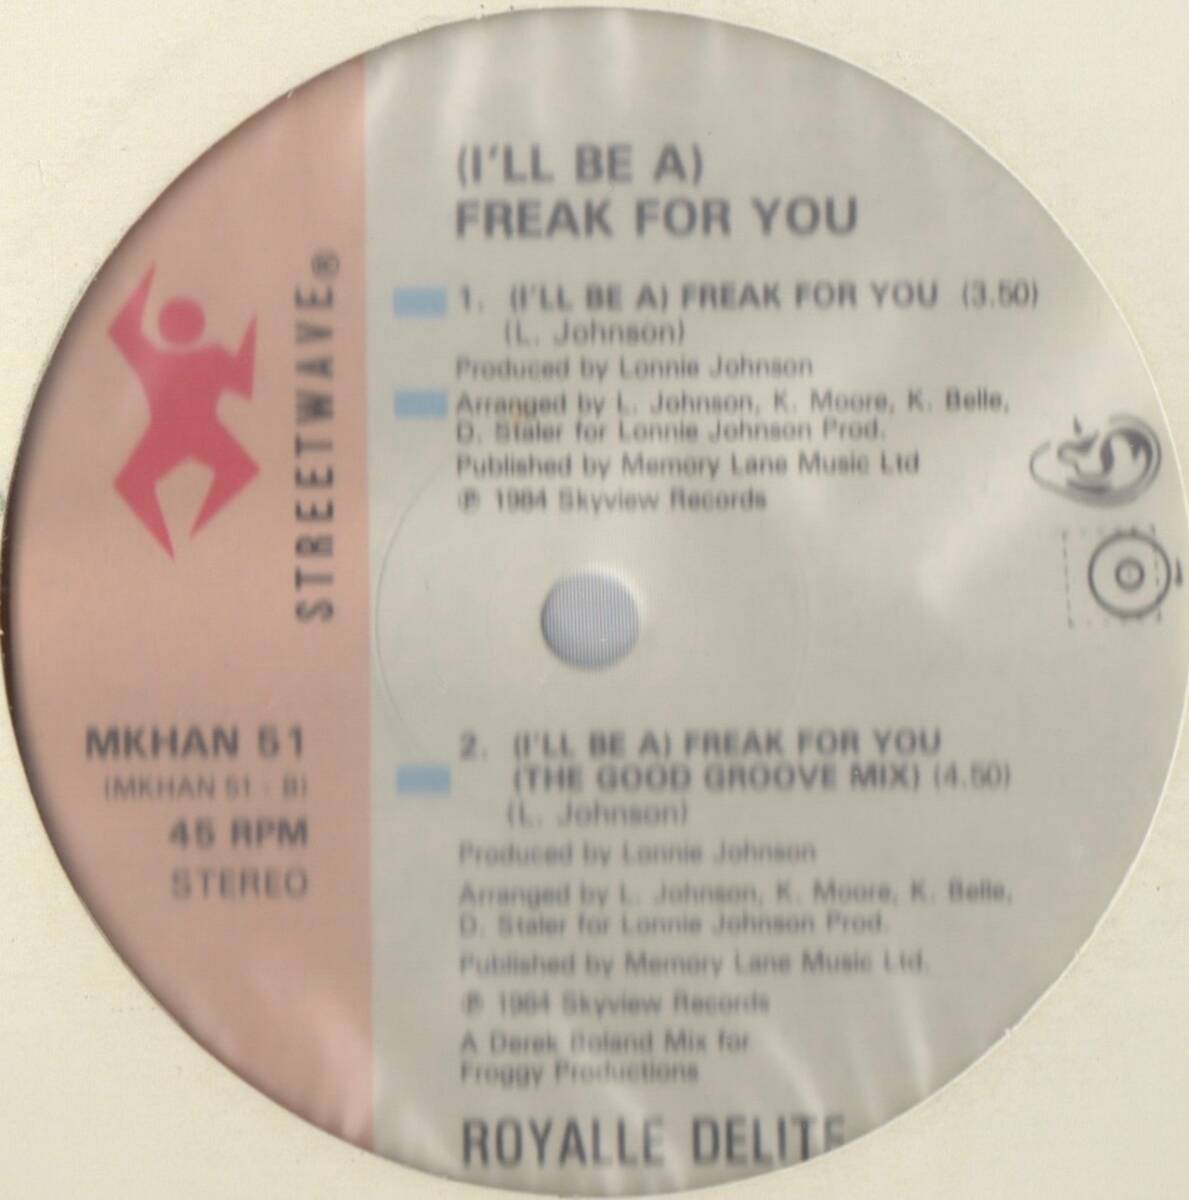 (I'LL BE A)
FREAK FOR YOU
1. (I'LL BE A) FREAK FOR YOU (3.50)
(L. Johnson)
Produced by Lonnie Johnson
Arranged by L. Johnson, K. Moore, K. Belle,
D. Staler for Lonnie Johnson Prod.
Published by Memory Lane Music Ltd
℗ 1984 Skyview Records
STREETWAVE®
MKHAN 51
(MKHAN 51 - B)
45 RPM
STEREO
2. (I'LL BE A) FREAK FOR YOU
(THE GOOD GROOVE MIX) (4.50)
(L. Johnson)
Produced by Lonnie Johnson
Arranged by L. Johnson, K. Moore, K. Belle,
D. Staler for Lonnie Johnson Prod.
Published by Memory Lane Music Ltd.
℗ 1984 Skyview Records
A Derek Boland Mix for
Froggy Productions
ROYALLE DELITE